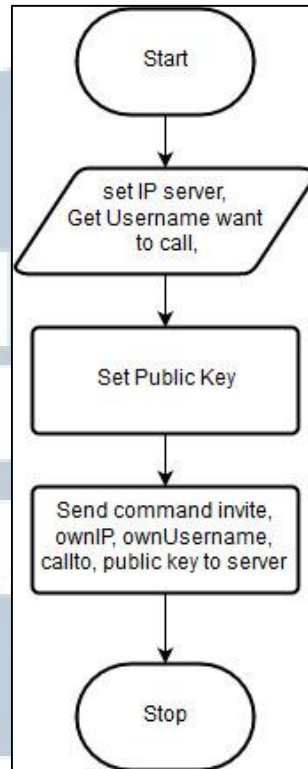 Start
set IP server,
Get Username want
to call,
Set Public Key
Send command invite,
ownIP, ownUsername,
callto, public key to server
Stop